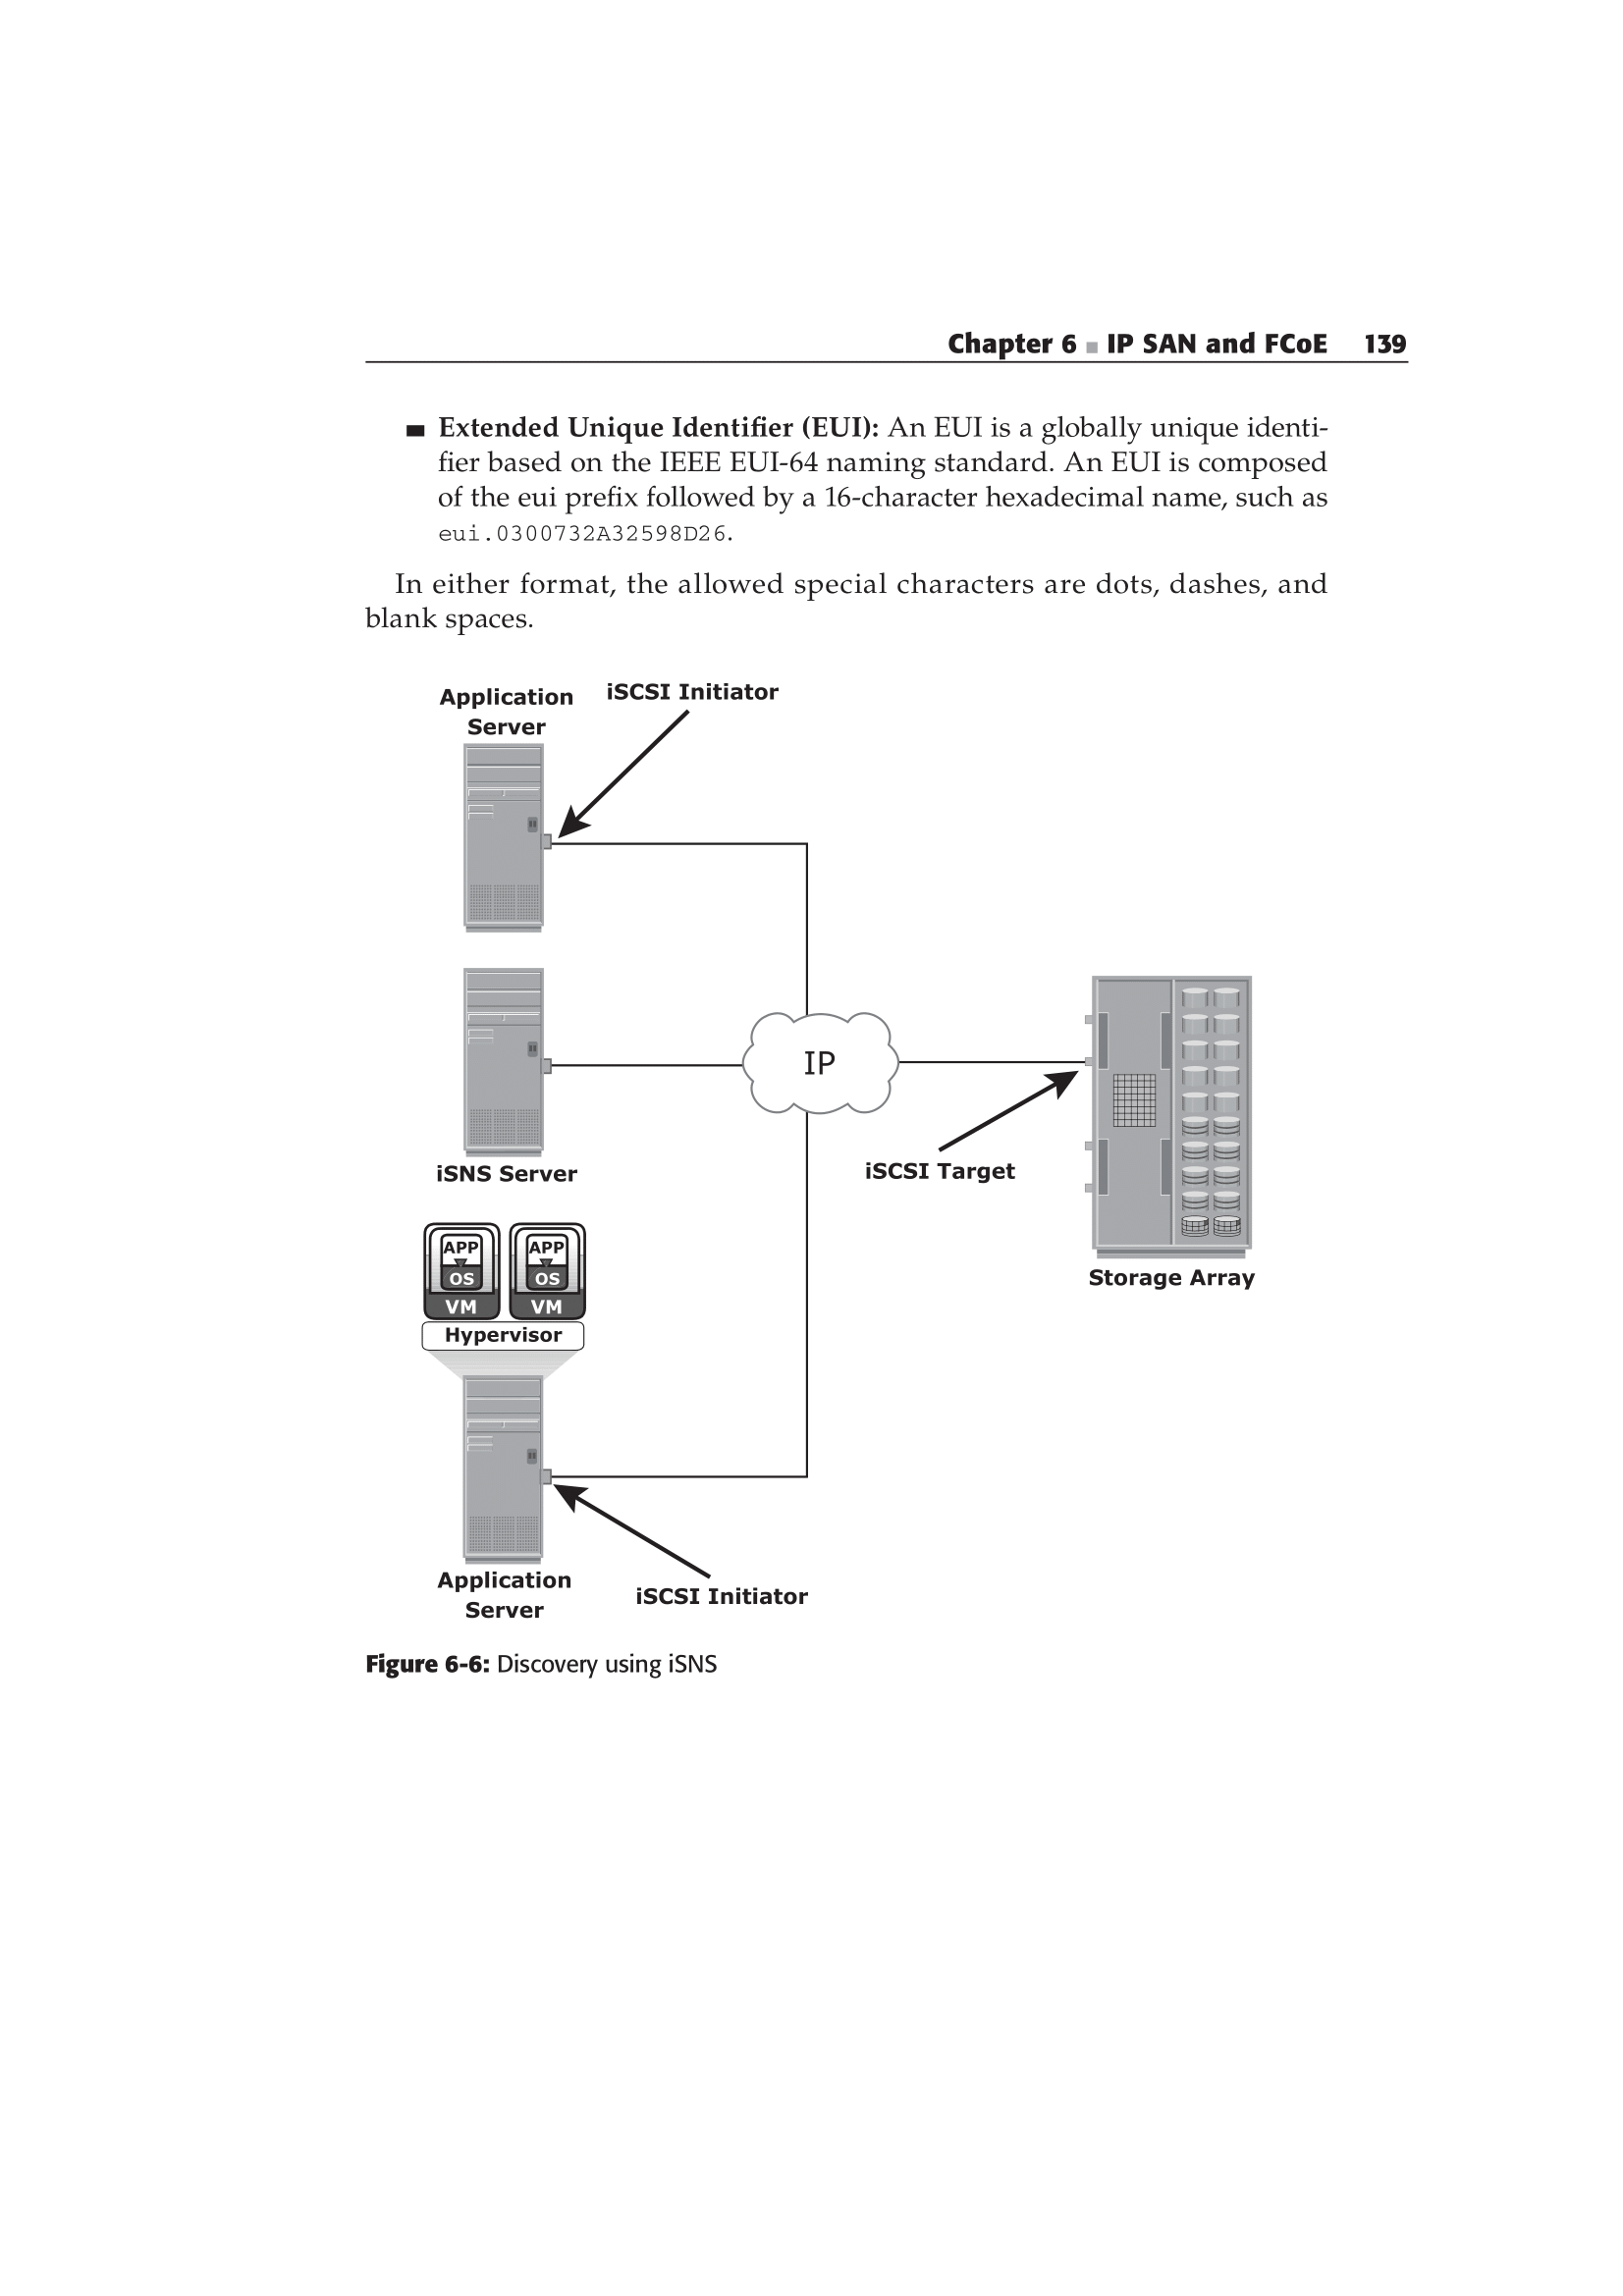 Chapter 6 ■ IP SAN and FCoE 139
■ Extended Unique Identifier (EUI): An EUI is a globally unique identi-
fier based on the IEEE EUI-64 naming standard. An EUI is composed
of the eui prefix followed by a 16-character hexadecimal name, such as
eui.0300732A32598D26.
In either format, the allowed special characters are dots, dashes, and
blank spaces.
Application
Server
iSCSI Initiator
IP
iSNS Server
iSCSI Target
Storage Array
APP
OS
VM
APP
OS
VM
Hypervisor
Application
Server
iSCSI Initiator
Figure 6-6: Discovery using iSNS